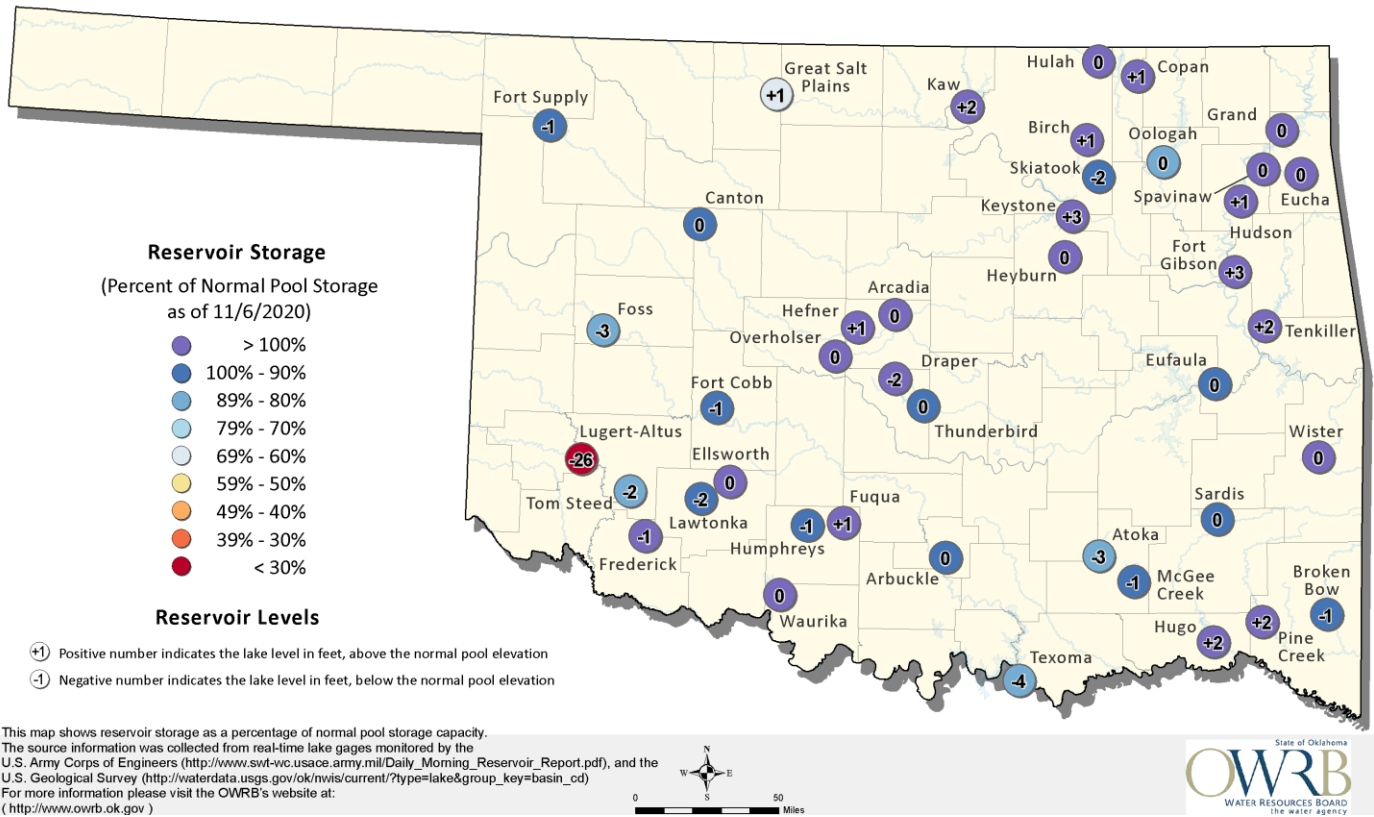 Hulah
0
Copan
+1
Great Salt
Plains
+1
Kaw
+2
Fort Supply
-1
Grand
0
Birch
+1
Oologah
0
Skiatook
-2
Spavinaw
0
0
Eucha
Canton
0
Keystone
+3
+1
Hudson
Heyburn
0
Fort
Gibson
+3
Reservoir Storage
(Percent of Normal Pool Storage
as of 11/6/2020)
> 100%
100% - 90%
89% - 80%
79% - 70%
69% - 60%
59% - 50%
49% - 40%
39% - 30%
< 30%
Foss
-3
Arcadia
0
Hefner
+1
Overholser
0
+2
Tenkiller
Draper
-2
Eufaula
0
Fort Cobb
-1
0
Thunderbird
Lugert-Altus
-26
Wister
0
Ellsworth
0
Tom Steed
-2
-2
Lawtonka
Fuqua
+1
-1
Humphreys
Sardis
0
-1
Frederick
Atoka
-3
0
Arbuckle
-1
McGee
Creek
Broken
Bow
-1
0
Waurika
Hugo
+2
+2
Pine
Creek
Texoma
-4
Reservoir Levels
+1 Positive number indicates the lake level in feet, above the normal pool elevation
-1 Negative number indicates the lake level in feet, below the normal pool elevation
This map shows reservoir storage as a percentage of normal pool storage capacity.
The source information was collected from real-time lake gages monitored by the
U.S. Army Corps of Engineers (http://www.swt-wc.usace.army.mil/Daily_Morning_Reservoir_Report.pdf), and the
U.S. Geological Survey (http://waterdata.usgs.gov/ok/nwis/current/?type=lake&group_key=basin_cd)
For more information please visit the OWRB's website at:
( http://www.owrb.ok.gov )
N
W E
S
0 50
Miles
State of Oklahoma
OWRB
WATER RESOURCES BOARD
the water agency